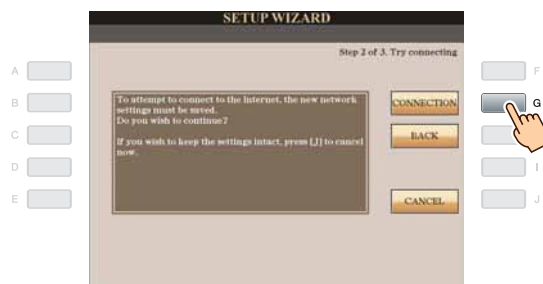 SETUP WIZARD
Step 2 of 3. Try connecting
A
F
To attempt to connect to the Internet, the new network
settings must be saved.
Do you wish to continue?
If you wish to keep the settings intact, press [J] to cancel
now.
CONNECTION
BACK
CANCEL
B
G
C
D
I
E
J